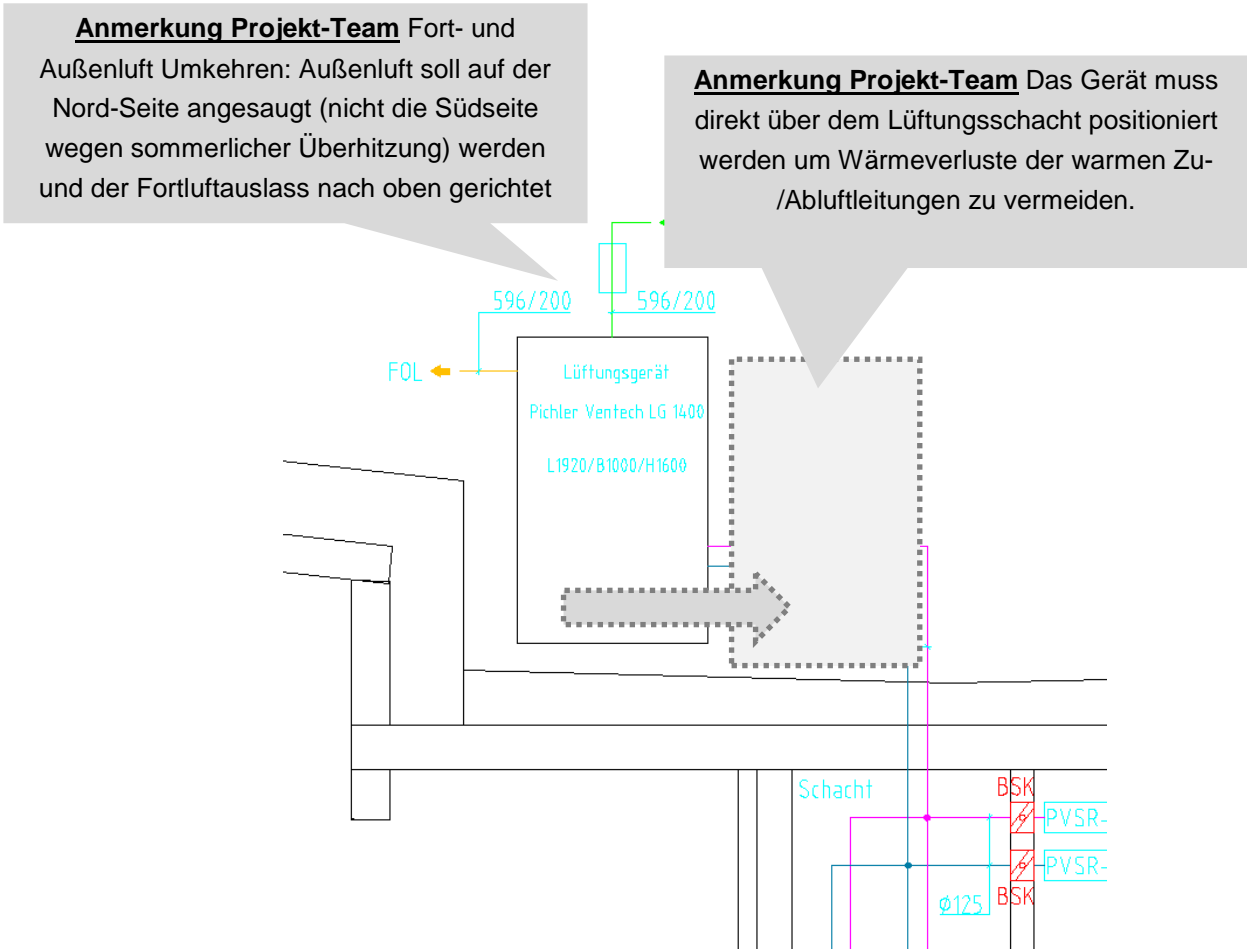 Anmerkung Projekt-Team Fort- und
Außenluft Umkehren: Außenluft soll auf der
Nord-Seite angesaugt (nicht die Südseite
wegen sommerlicher Überhitzung) werden
und der Fortluftauslass nach oben gerichtet
Anmerkung Projekt-Team Das Gerät muss
direkt über dem Lüftungsschacht positioniert
werden um Wärmeverluste der warmen Zu-
/Abluftleitungen zu vermeiden.
596/200
596/200
FOL
Lüftungsgerät
Pichler Ventech LG 1400
L1920/B1000/H1600
Schacht
BSK
PVSR-
PVSR-
BSK
ϕ125